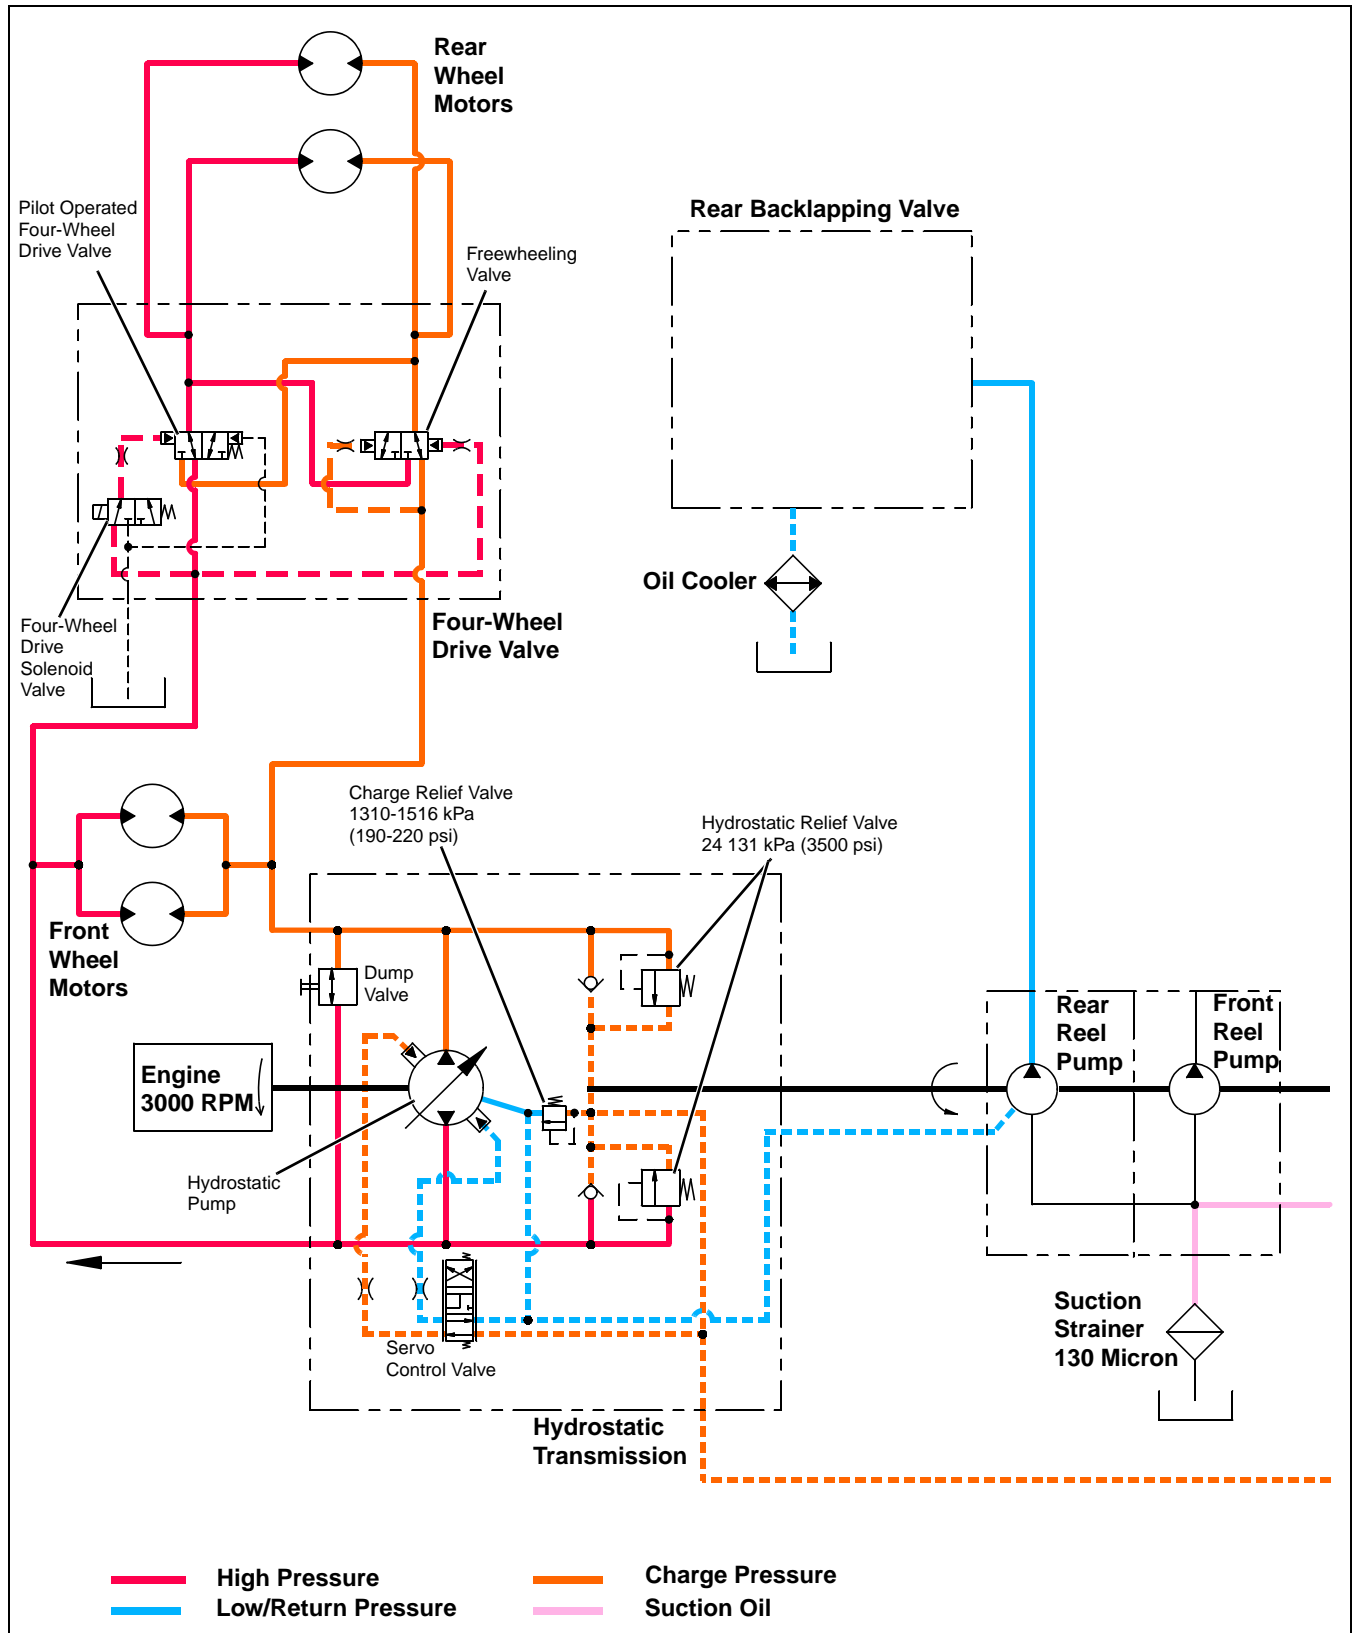 Rear
Wheel
Motors
Pilot Operated
Four-Wheel
Drive Valve
Freewheeling
Valve
Rear Backlapping Valve
Oil Cooler
Four-Wheel
Drive Valve
Four-Wheel
Drive
Solenoid
Valve
Charge Relief Valve
1310-1516 kPa
(190-220 psi)
Hydrostatic Relief Valve
24 131 kPa (3500 psi)
Front
Wheel
Motors
Dump
Valve
Rear
Reel
Pump
Front
Reel
Pump
Engine
3000 RPM
Hydrostatic
Pump
Servo
Control Valve
Suction
Strainer
130 Micron
Hydrostatic
Transmission
High Pressure
Charge Pressure
Low/Return Pressure
Suction Oil